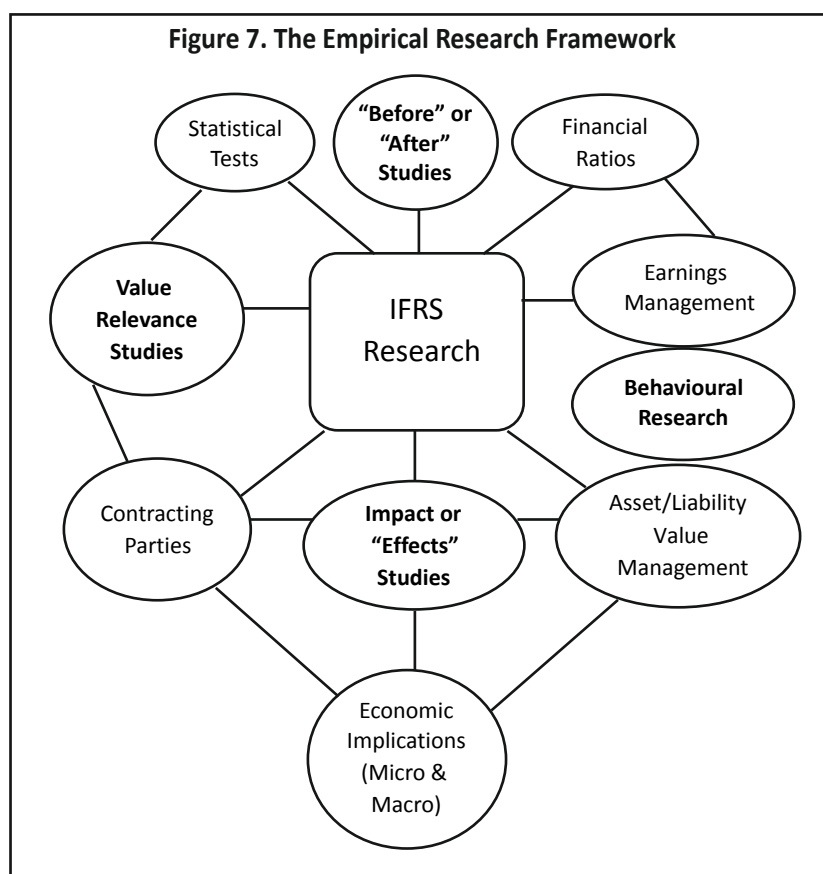 Figure 7. The Empirical Research Framework
Statistical
Tests
“Before” or
“After”
Studies
Financial
Ratios
Value
Relevance
Studies
IFRS
Research
Earnings
Management
Behavioural
Research
Contracting
Parties
Impact or
“Effects”
Studies
Asset/Liability
Value
Management
Economic
Implications
(Micro &
Macro)